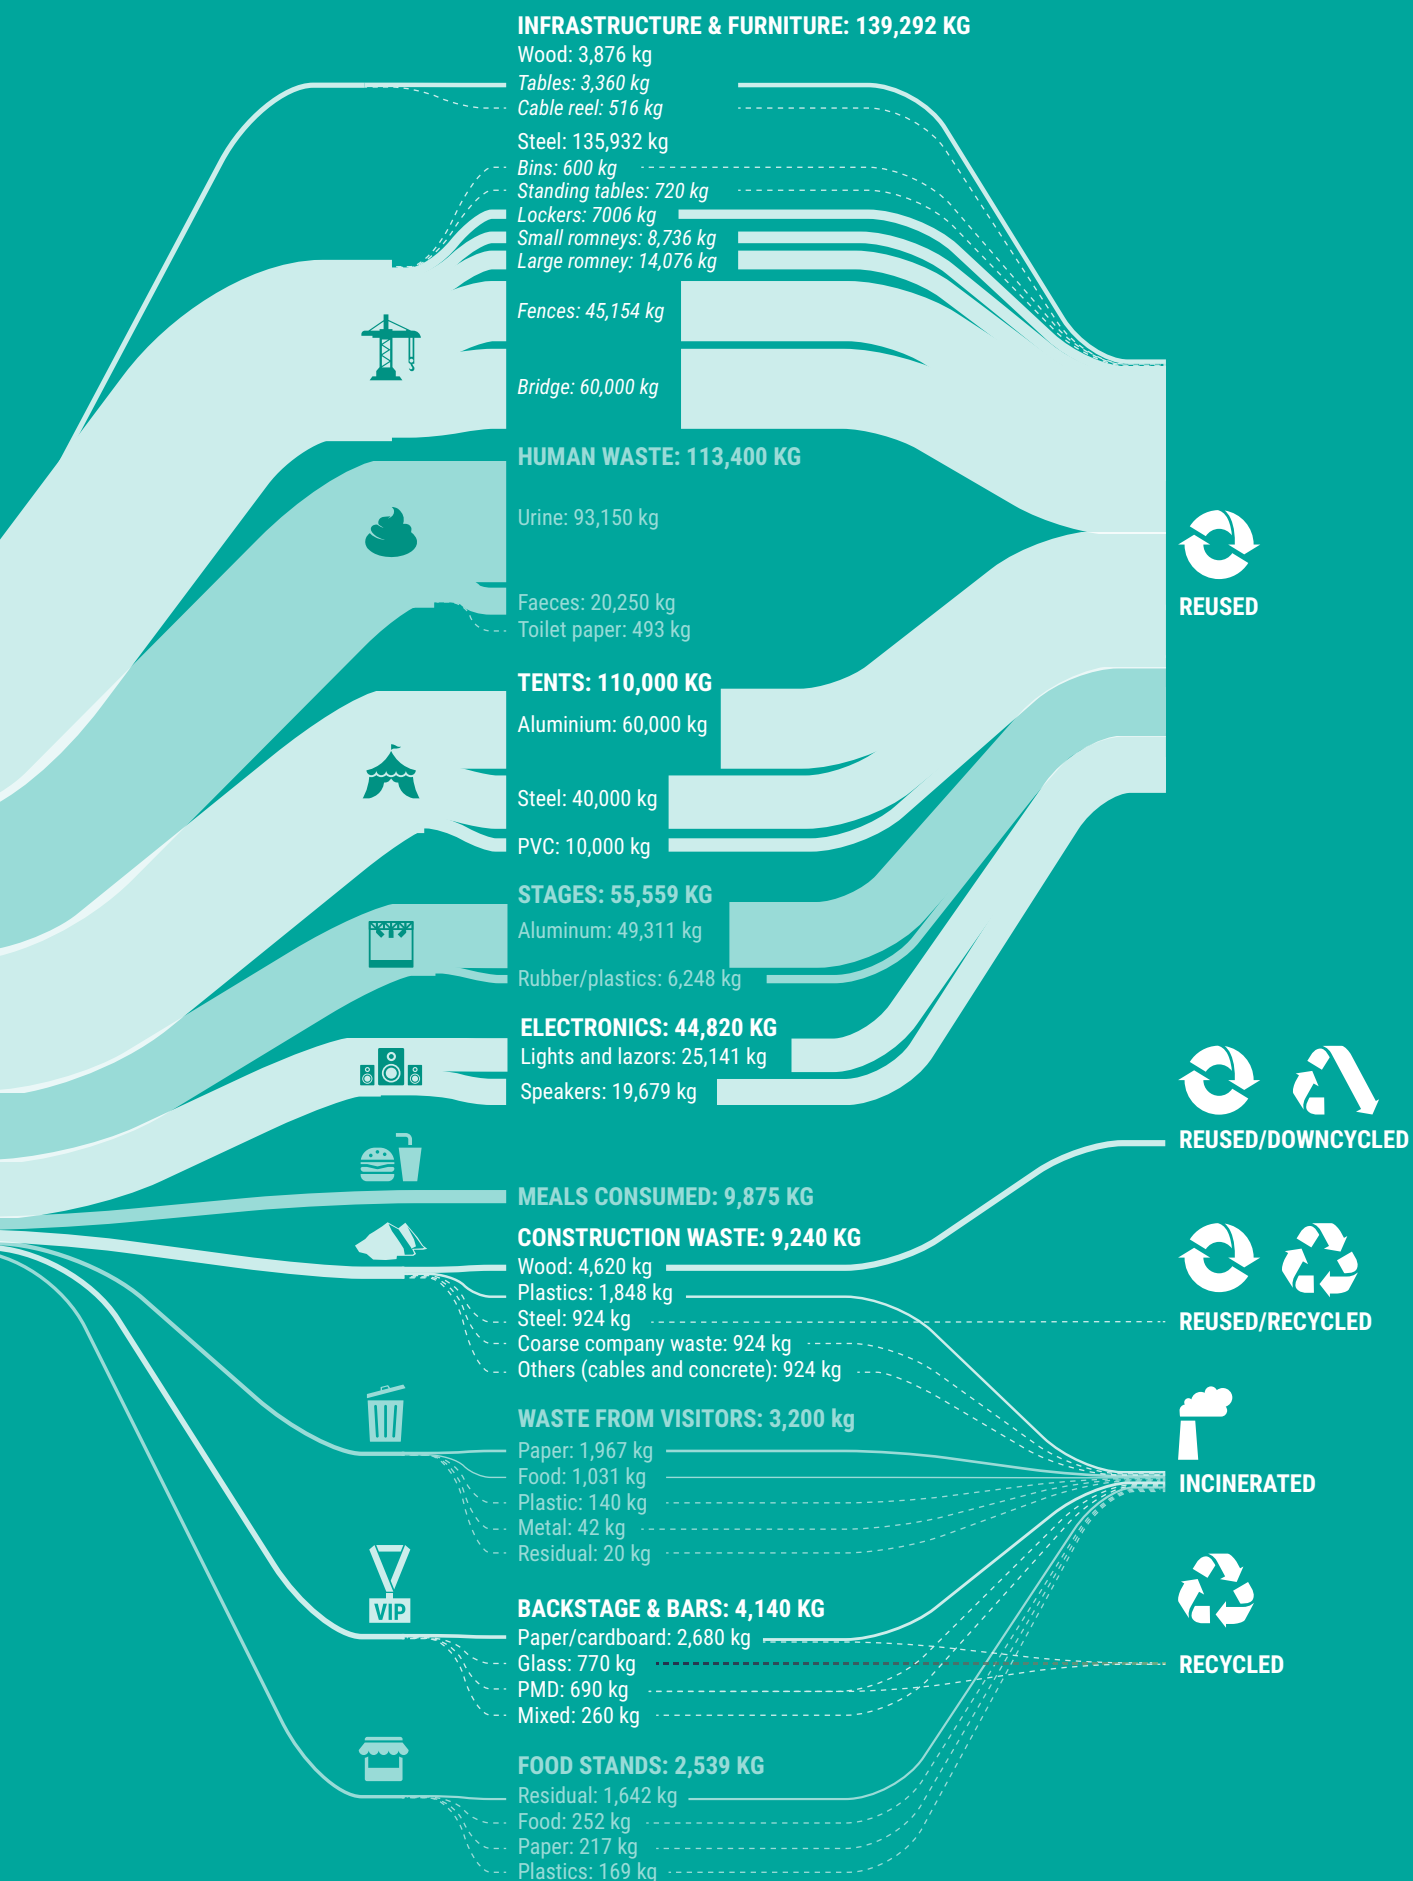 INFRASTRUCTURE & FURNITURE: 139,292 KG
Wood: 3,876 kg
Tables: 3,360 kg
Cable reel: 516 kg
Steel: 135,932 kg
Bins: 600 kg
Standing tables: 720 kg
Lockers: 7006 kg
Small romneys: 8,736 kg
Large romney: 14,076 kg
Fences: 45,154 kg
Bridge: 60,000 kg
HUMAN WASTE: 113,400 KG
Urine: 93,150 kg
Faeces: 20,250 kg
Toilet paper: 493 kg
TENTS: 110,000 KG
Aluminium: 60,000 kg
Steel: 40,000 kg
PVC: 10,000 kg
STAGES: 55,559 KG
Aluminum: 49,311 kg
Rubber/plastics: 6,248 kg
ELECTRONICS: 44,820 KG
Lights and lazors: 25,141 kg
Speakers: 19,679 kg
MEALS CONSUMED: 9,875 KG
CONSTRUCTION WASTE: 9,240 KG
Wood: 4,620 kg
Plastics: 1,848 kg
Steel: 924 kg
Coarse company waste: 924 kg
Others (cables and concrete): 924 kg
WASTE FROM VISITORS: 3,200 kg
Paper: 1,967 kg
Food: 1,031 kg
Plastic: 140 kg
Metal: 42 kg
Residual: 20 kg
VIP
BACKSTAGE & BARS: 4,140 KG
Paper/cardboard: 2,680 kg
Glass: 770 kg
PMD: 690 kg
Mixed: 260 kg
FOOD STANDS: 2,539 KG
Residual: 1,642 kg
Food: 252 kg
Paper: 217 kg
Plastics: 169 kg
REUSED
REUSED/DOWNCYCLED
REUSED/RECYCLED
INCINERATED
RECYCLED